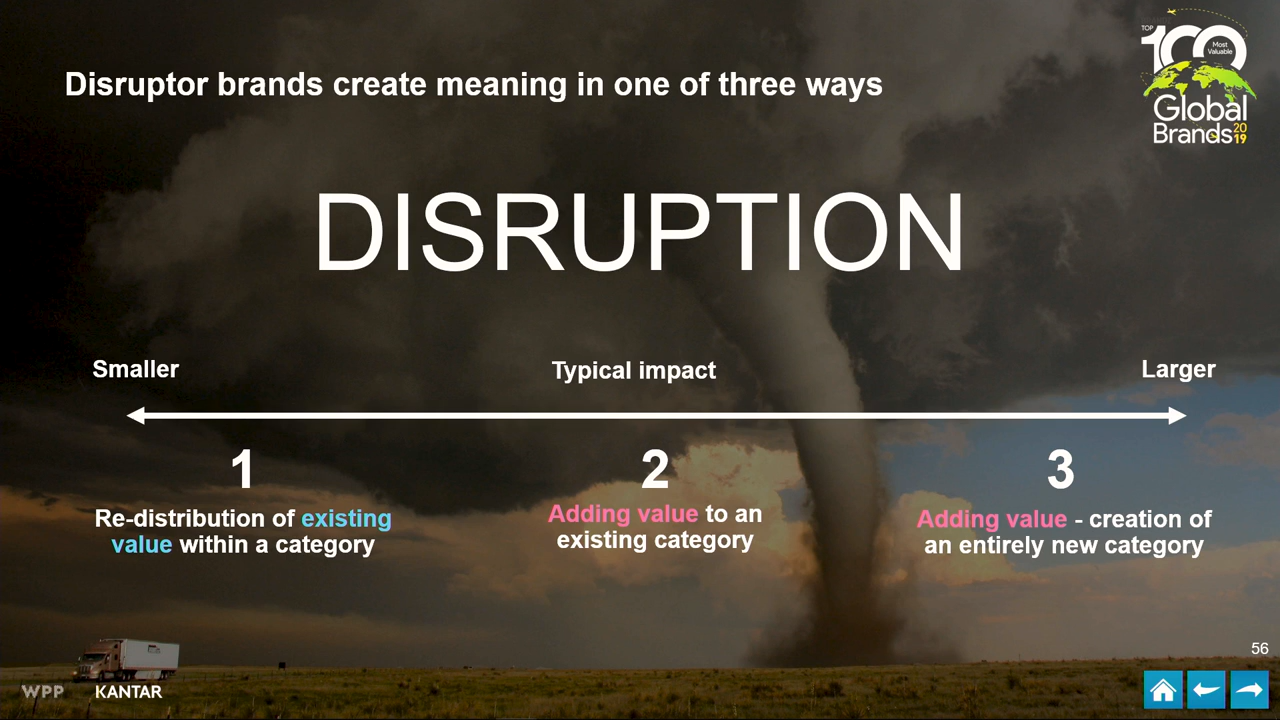 TOP
100
Most
Valuable
Global
Brands 2019
Disruptor brands create meaning in one of three ways
DISRUPTION
Smaller
Typical impact
Larger
1
2
3
Re-distribution of existing
value within a category
Adding value to an
existing category
Adding value - creation of
an entirely new category
56
WPP
KANTAR